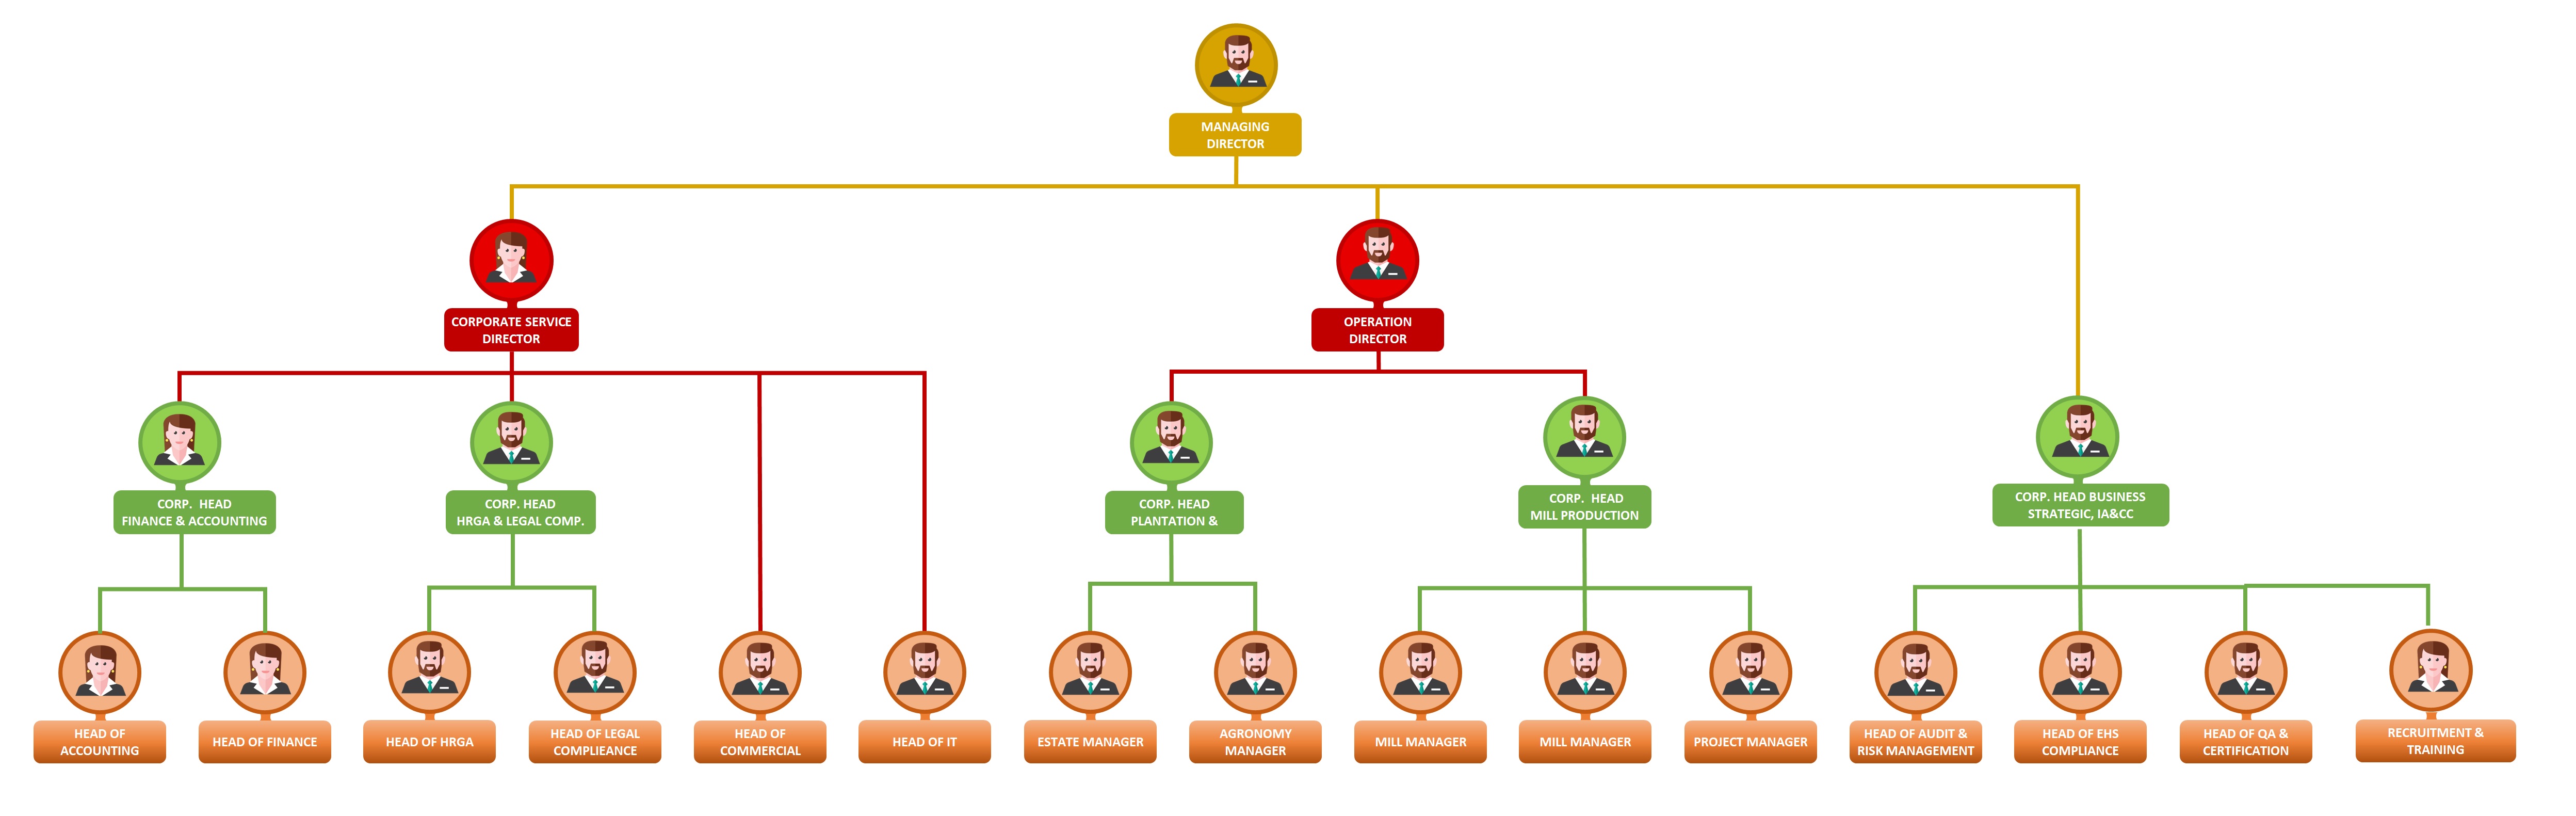 MANAGING
DIRECTOR
CORPORATE SERVICE
DIRECTOR
OPERATION
DIRECTOR
CORP. HEAD
FINANCE & ACCOUNTING
CORP. HEAD
HRGA & LEGAL COMP.
CORP. HEAD
PLANTATION &
CORP. HEAD
MILL PRODUCTION
CORP. HEAD BUSINESS
STRATEGIC, IA&CC
HEAD OF
ACCOUNTING
HEAD OF FINANCE
HEAD OF HRGA
HEAD OF LEGAL
COMPLIEANCE
HEAD OF
COMMERCIAL
HEAD OF IT
ESTATE MANAGER
AGRONOMY
MANAGER
MILL MANAGER
MILL MANAGER
PROJECT MANAGER
HEAD OF AUDIT &
RISK MANAGEMENT
HEAD OF EHS
COMPLIANCE
HEAD OF QA &
CERTIFICATION
RECRUITMENT &
TRAINING